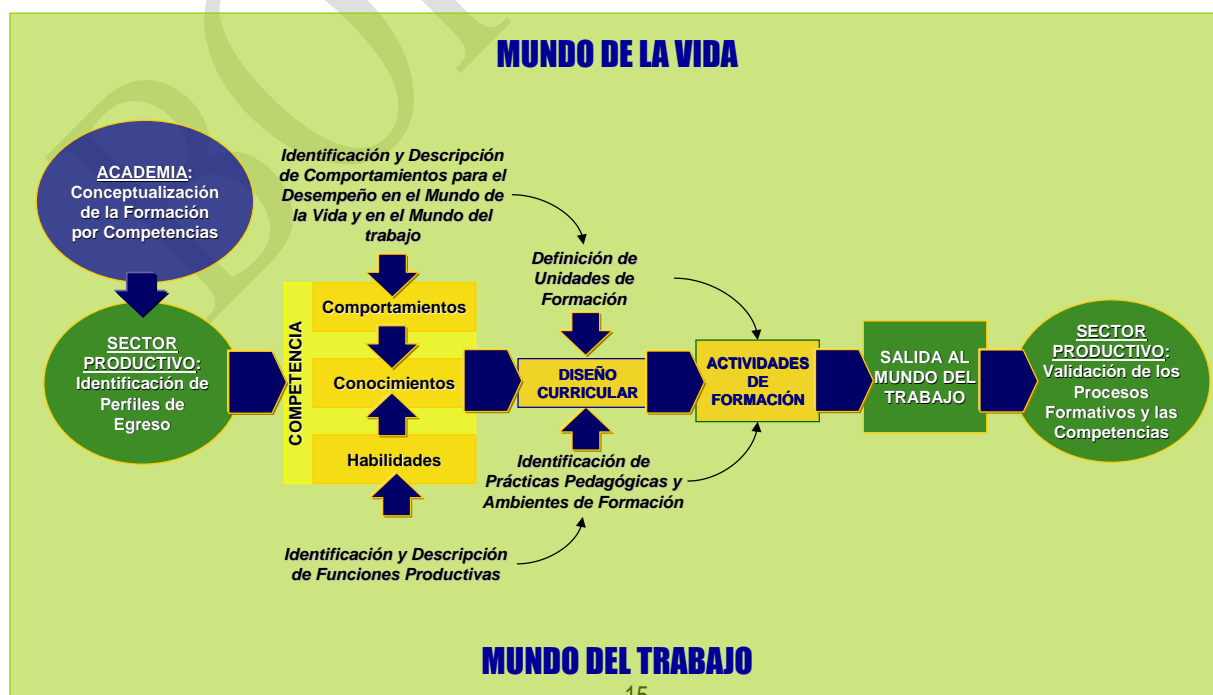 MUNDO DE LA VIDA
ACADEMIA:
Conceptualización
de la Formación
por Competencias
SECTOR
PRODUCTIVO:
Identificación de
Perfiles de
Egreso
Identificación y Descripción
de Comportamientos para el
Desempeño en el Mundo de
la Vida y en el Mundo del
trabajo
COMPETENCIA
Comportamientos
Conocimientos
Habilidades
Identificación y Descripción
de Funciones Productivas
Definición de
Unidades de
Formación
DISEÑO
CURRICULAR
Identificación de
Prácticas Pedagógicas y
Ambientes de Formación
ACTIVIDADES
DE
FORMACIÓN
SALIDA AL
MUNDO DEL
TRABAJO
SECTOR
PRODUCTIVO:
Validación de los
Procesos
Formativos y las
Competencias
MUNDO DEL TRABAJO
15